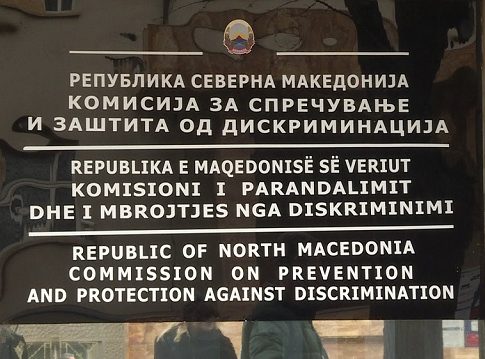 РЕПУБЛИКА СЕВЕРНА МАКЕДОНИЈА
КОМИСИЈА ЗА СПРЕЧУВАЊЕ
И ЗАШТИТА ОД ДИСКРИМИНАЦИЈА
REPUBLIKA E MAQEDONISË SË VERIUT
KOMISIONI I PARANDALIMIT
DHE I MBROJTJES NGA DISKRIMINIMI
REPUBLIC OF NORTH MACEDONIA
COMMISSION ON PREVENTION
AND PROTECTION AGAINST DISCRIMINATION